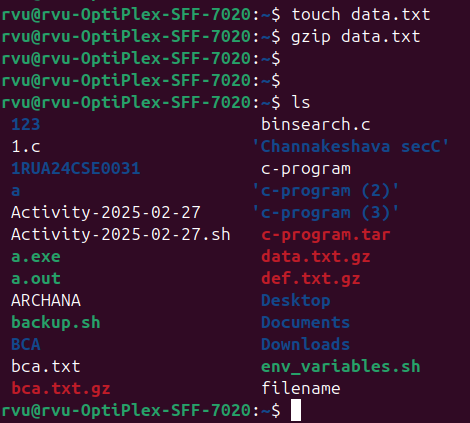 rvu@rvu-OptiPlex-SFF-7020:~$ touch data.txt
rvu@rvu-OptiPlex-SFF-7020:~$ gzip data.txt
rvu@rvu-OptiPlex-SFF-7020:~$
rvu@rvu-OptiPlex-SFF-7020:~$
rvu@rvu-OptiPlex-SFF-7020:~$ ls
123 binsearch.c
1.c 'Channakeshava secC'
1RUA24CSE0031 c-program
a 'c-program (2)'
Activity-2025-02-27 'c-program (3)'
Activity-2025-02-27.sh c-program.tar
a.exe data.txt.gz
a.out def.txt.gz
ARCHANA Desktop
backup.sh Documents
BCA Downloads
bca.txt env_variables.sh
bca.txt.gz filename
rvu@rvu-OptiPlex-SFF-7020:~$